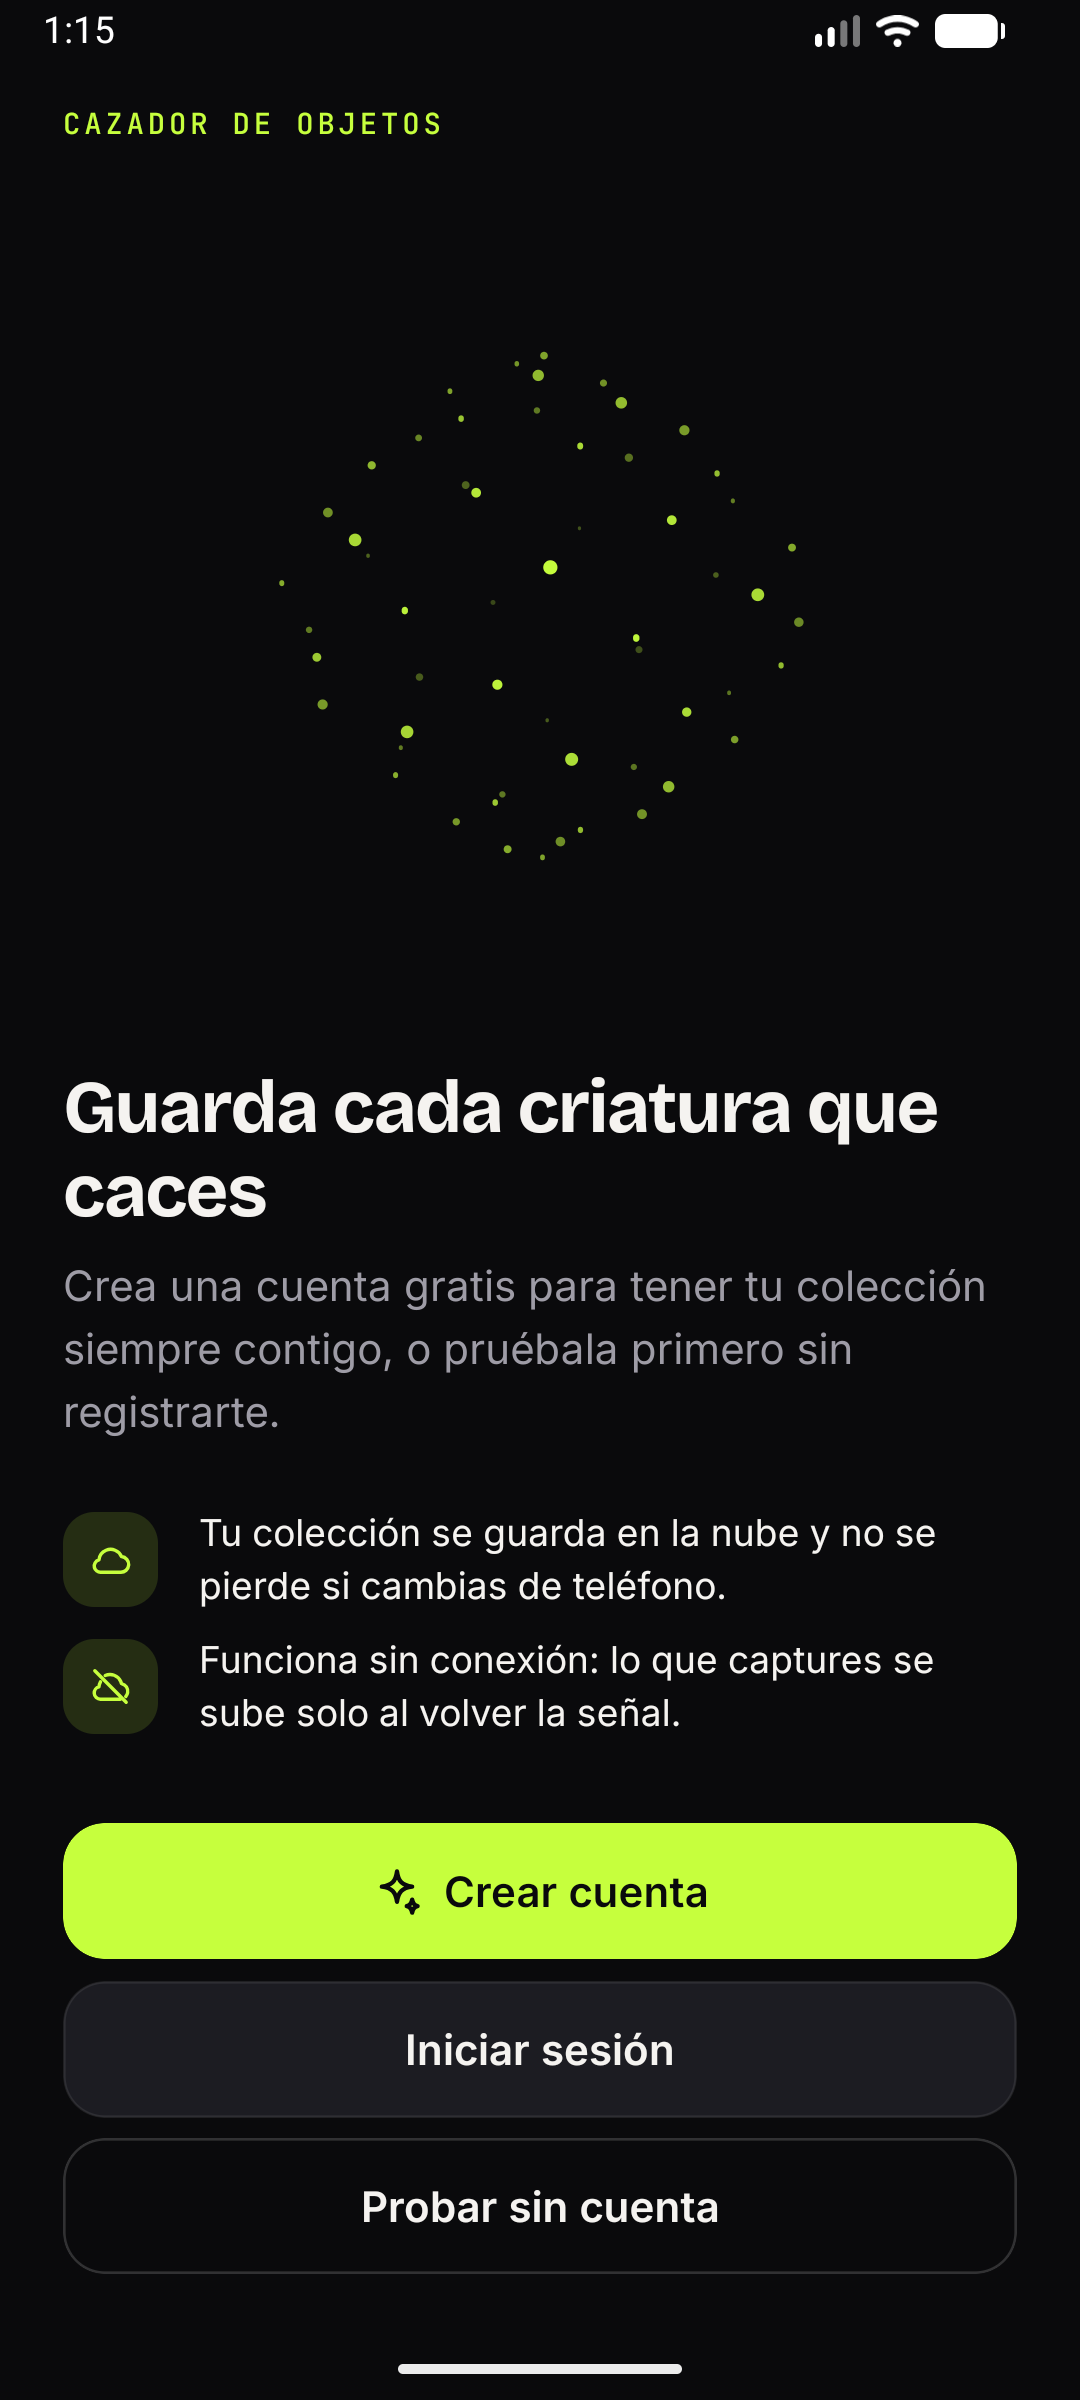 1:15
CAZADOR DE OBJETOS
Guarda cada criatura que
caces
Crea una cuenta gratis para tener tu colección
siempre contigo, o pruébala primero sin
registrarte.
Tu colección se guarda en la nube y no se
pierde si cambias de teléfono.
Funciona sin conexión: lo que captures se
sube solo al volver la señal.
Crear cuenta
Iniciar sesión
Probar sin cuenta